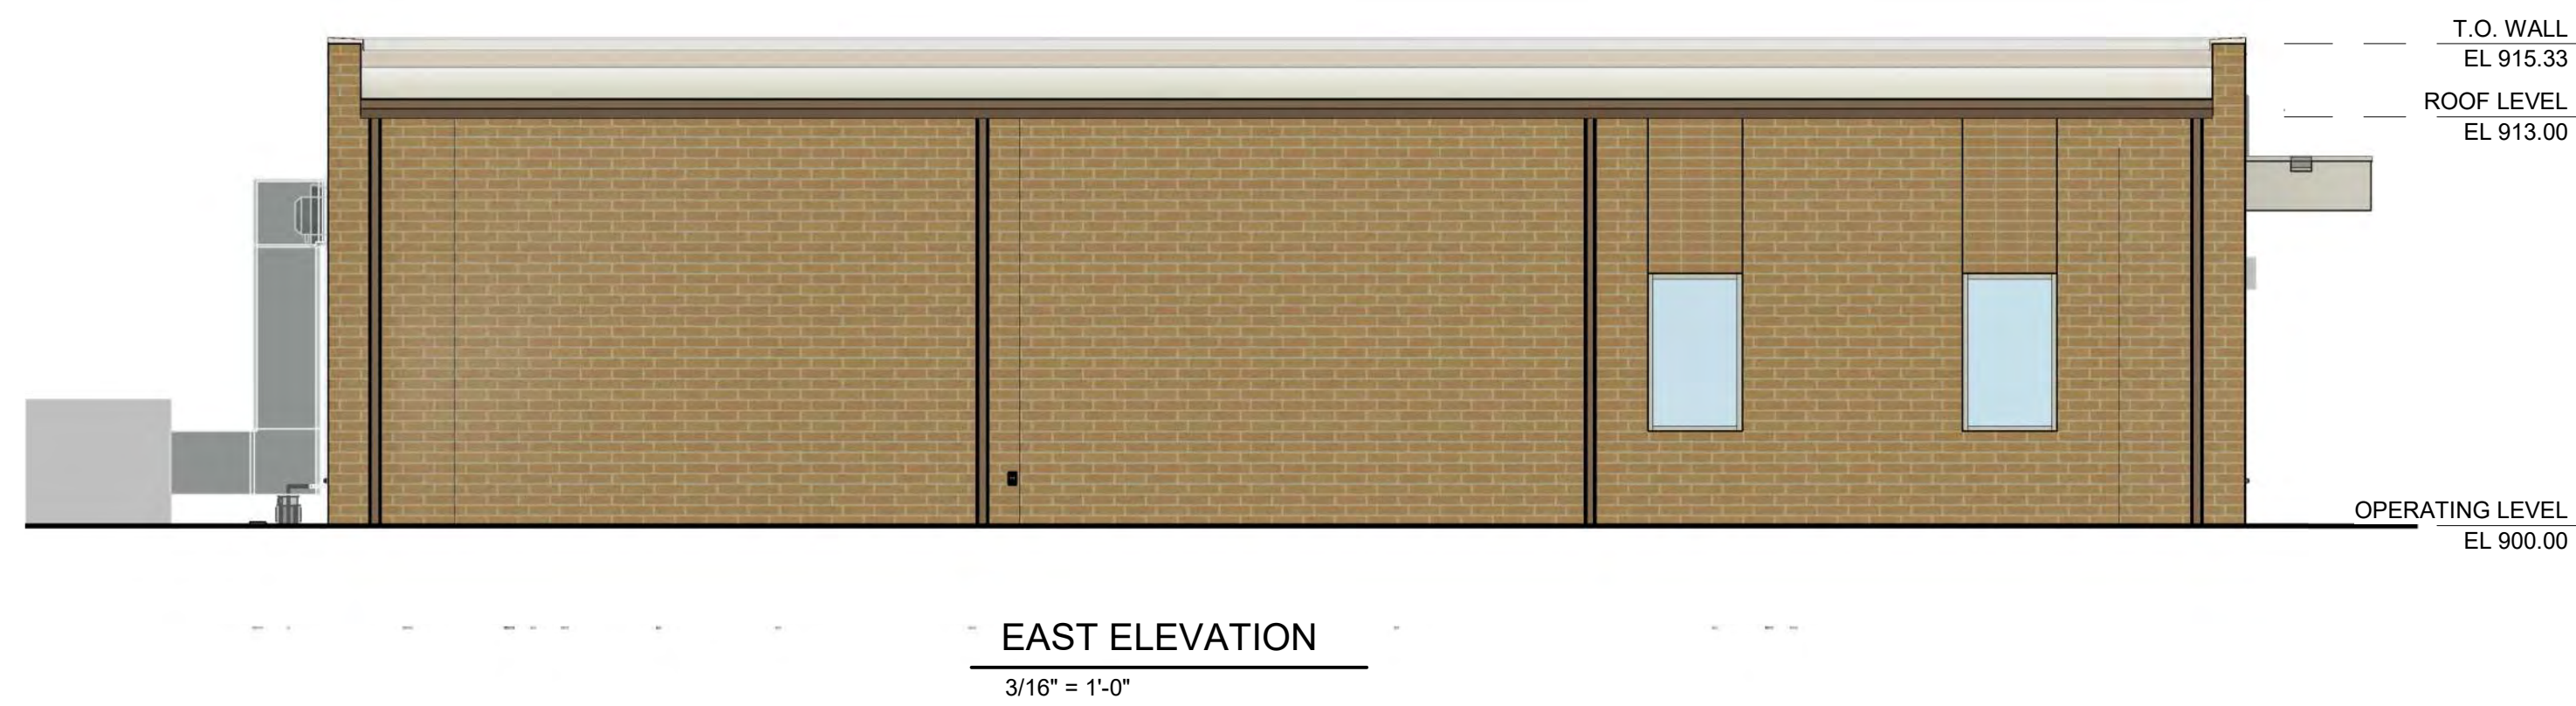 T.O. WALL
EL 915.33
ROOF LEVEL
EL 913.00
OPERATING LEVEL
EL 900.00
EAST ELEVATION
3/16" = 1'-0"